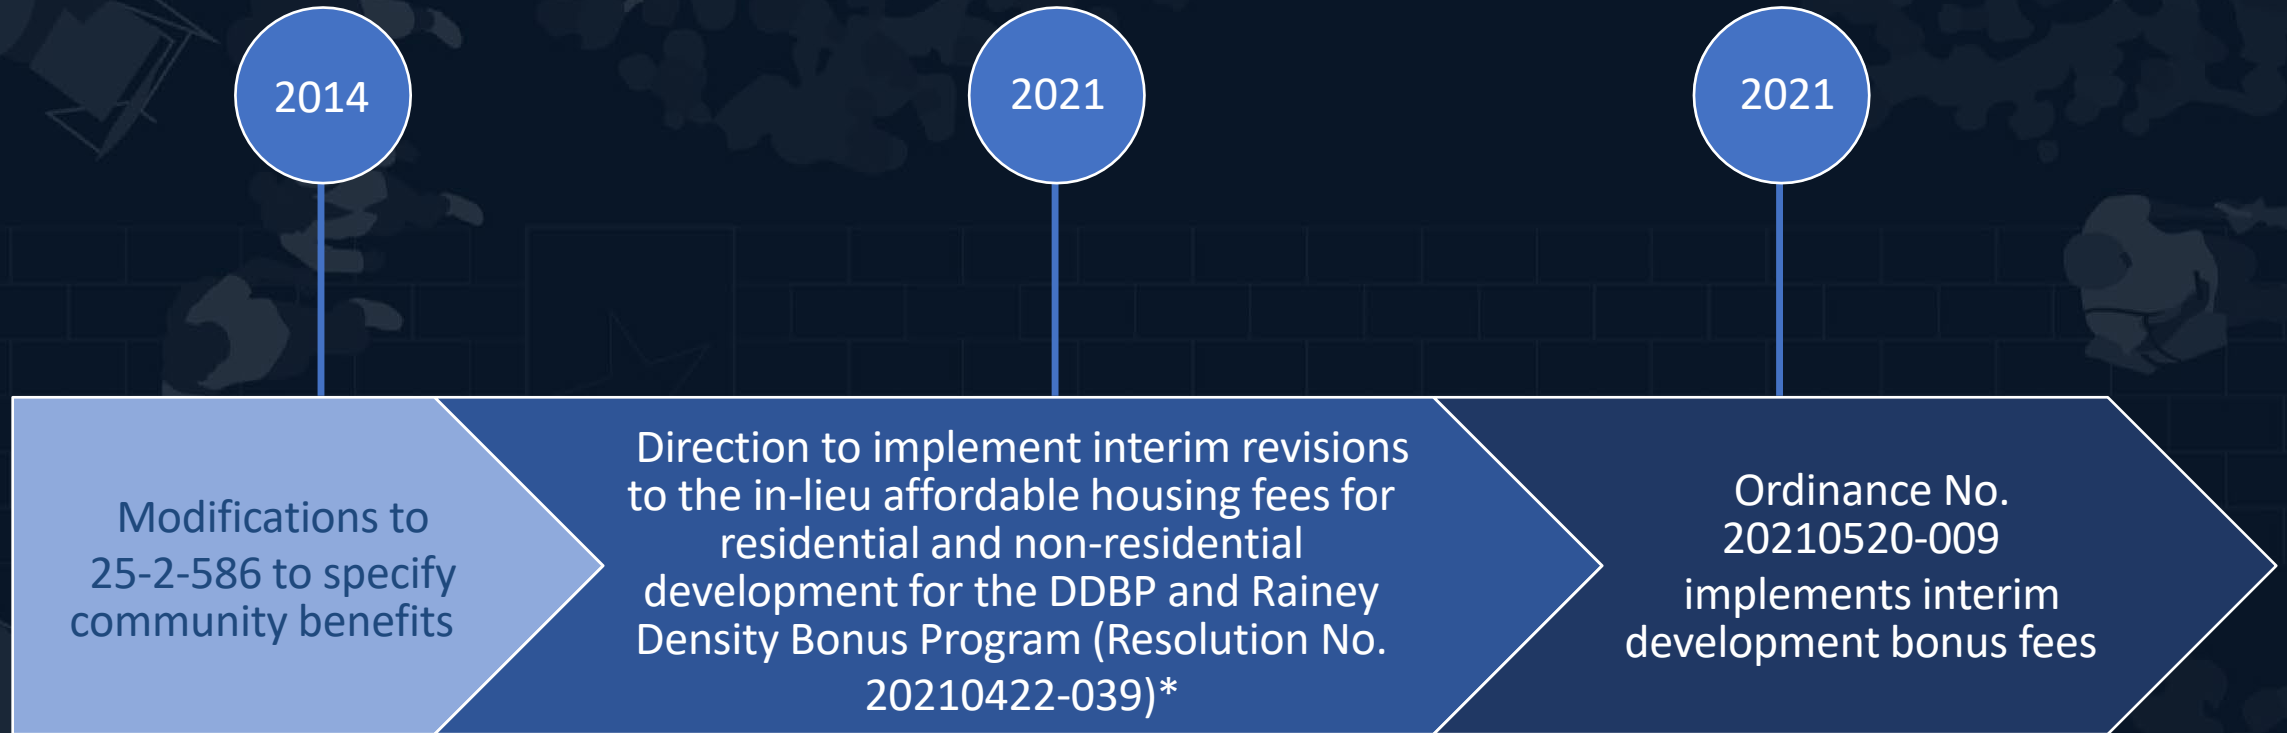 2014
2021
2021
Modifications to
25-2-586 to specify
community benefits
Direction to implement interim revisions
to the in-lieu affordable housing fees for
residential and non-residential
development for the DDBP and Rainey
Density Bonus Program (Resolution No.
20210422-039)*
Ordinance No.
20210520-009
implements interim
development bonus fees